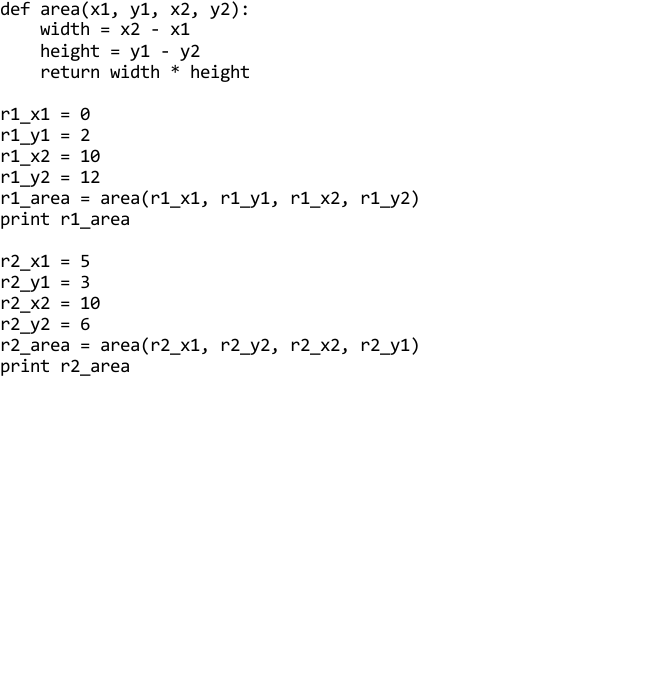 def area(x1, y1, x2, y2):
    width = x2 - x1
    height = y1 - y2
    return width * height

r1_x1 = 0
r1_y1 = 2
r1_x2 = 10
r1_y2 = 12
r1_area = area(r1_x1, r1_y1, r1_x2, r1_y2)
print r1_area

r2_x1 = 5
r2_y1 = 3
r2_x2 = 10
r2_y2 = 6
r2_area = area(r2_x1, r2_y2, r2_x2, r2_y1)
print r2_area